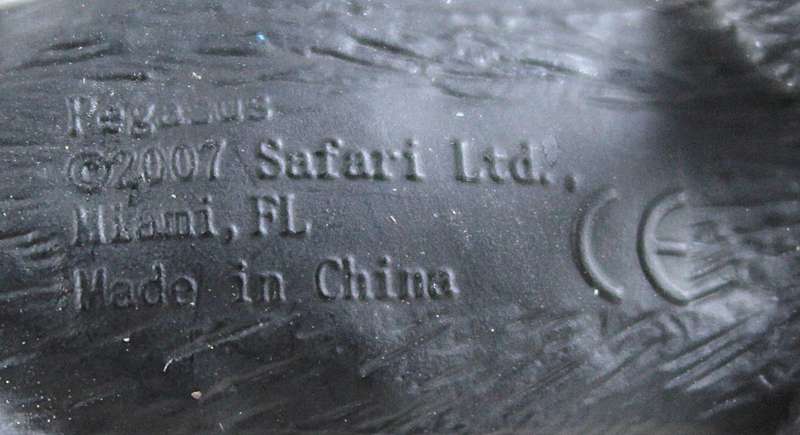 Pegasus
©2007 Safari Ltd.,
Miami, FL
Made in China
CE